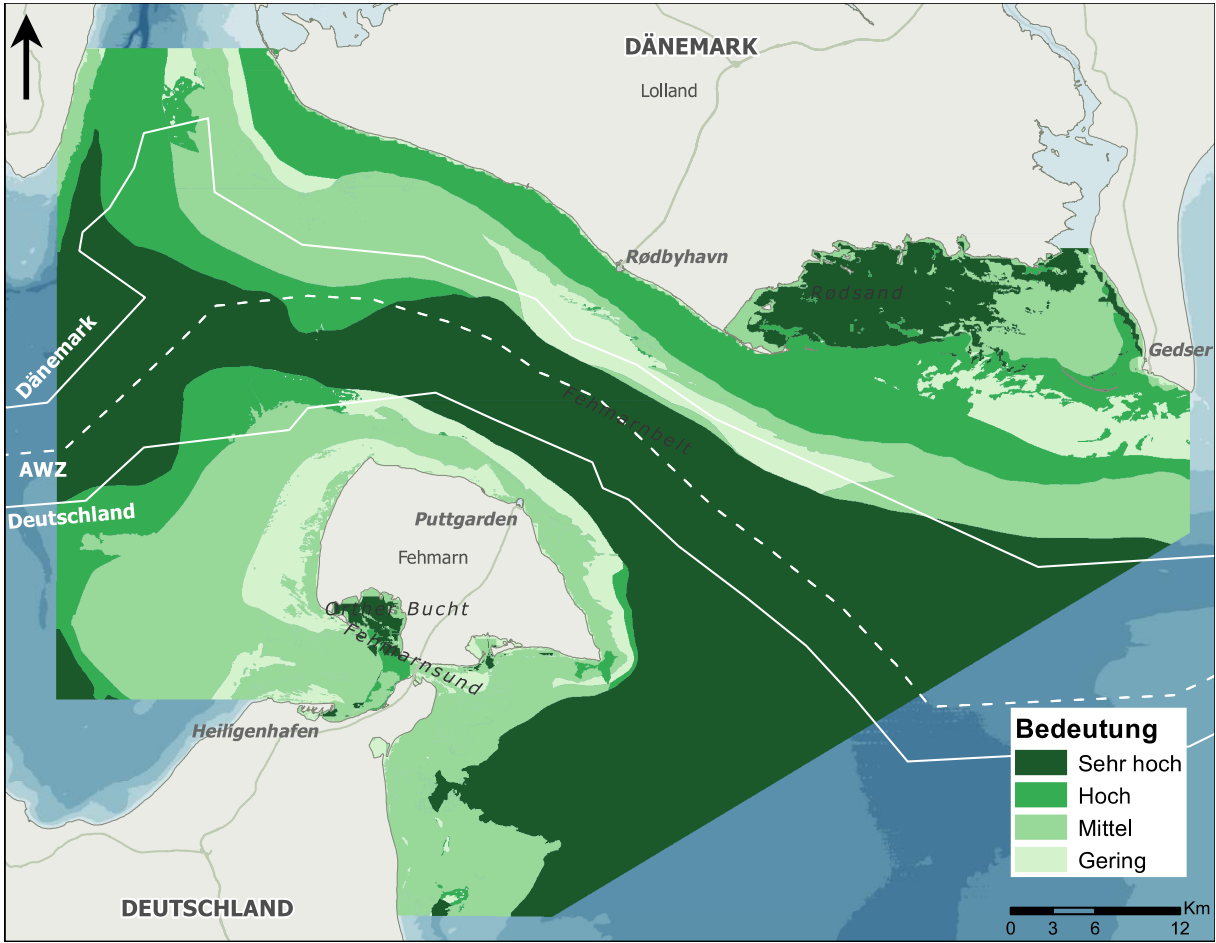 DÄNEMARK
Lolland
Rødbyhavn
Rødsand
Gedser
Dänemark
Fehmarnbelt
AWZ
Deutschland
Puttgarden
Fehmarn
Orther Bucht
Fehmarnsund
Heiligenhafen
DEUTSCHLAND
Bedeutung
Sehr hoch
Hoch
Mittel
Gering
Km
0 3 6 12